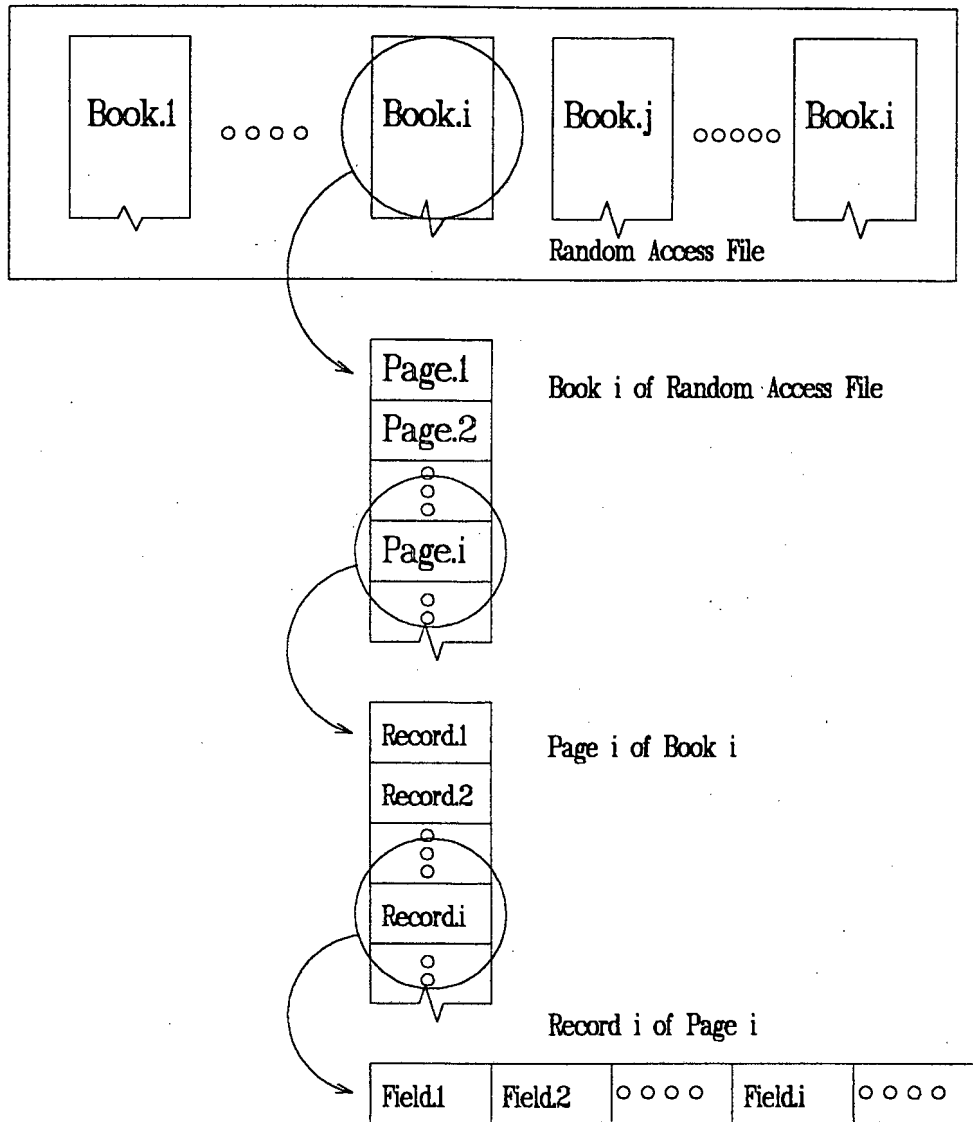 Book.1
Book.i
Book.j
Book.i
Random Access File
Page.1
Book i of Random Access File
Page.2
Page.i
Record.1
Page i of Book i
Record.2
Record.i
Record i of Page i
Field.1
Field.2
Field.i